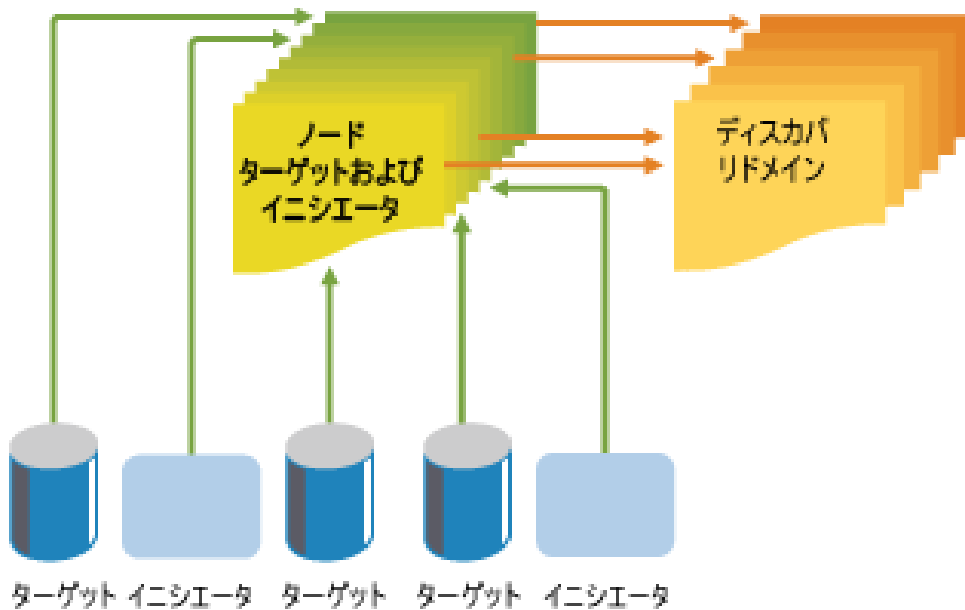 ノード
ターゲットおよび
イニシエータ
ディスカバ
リドメイン
ターゲット
イニシエータ
ターゲット
ターゲット
イニシエータ